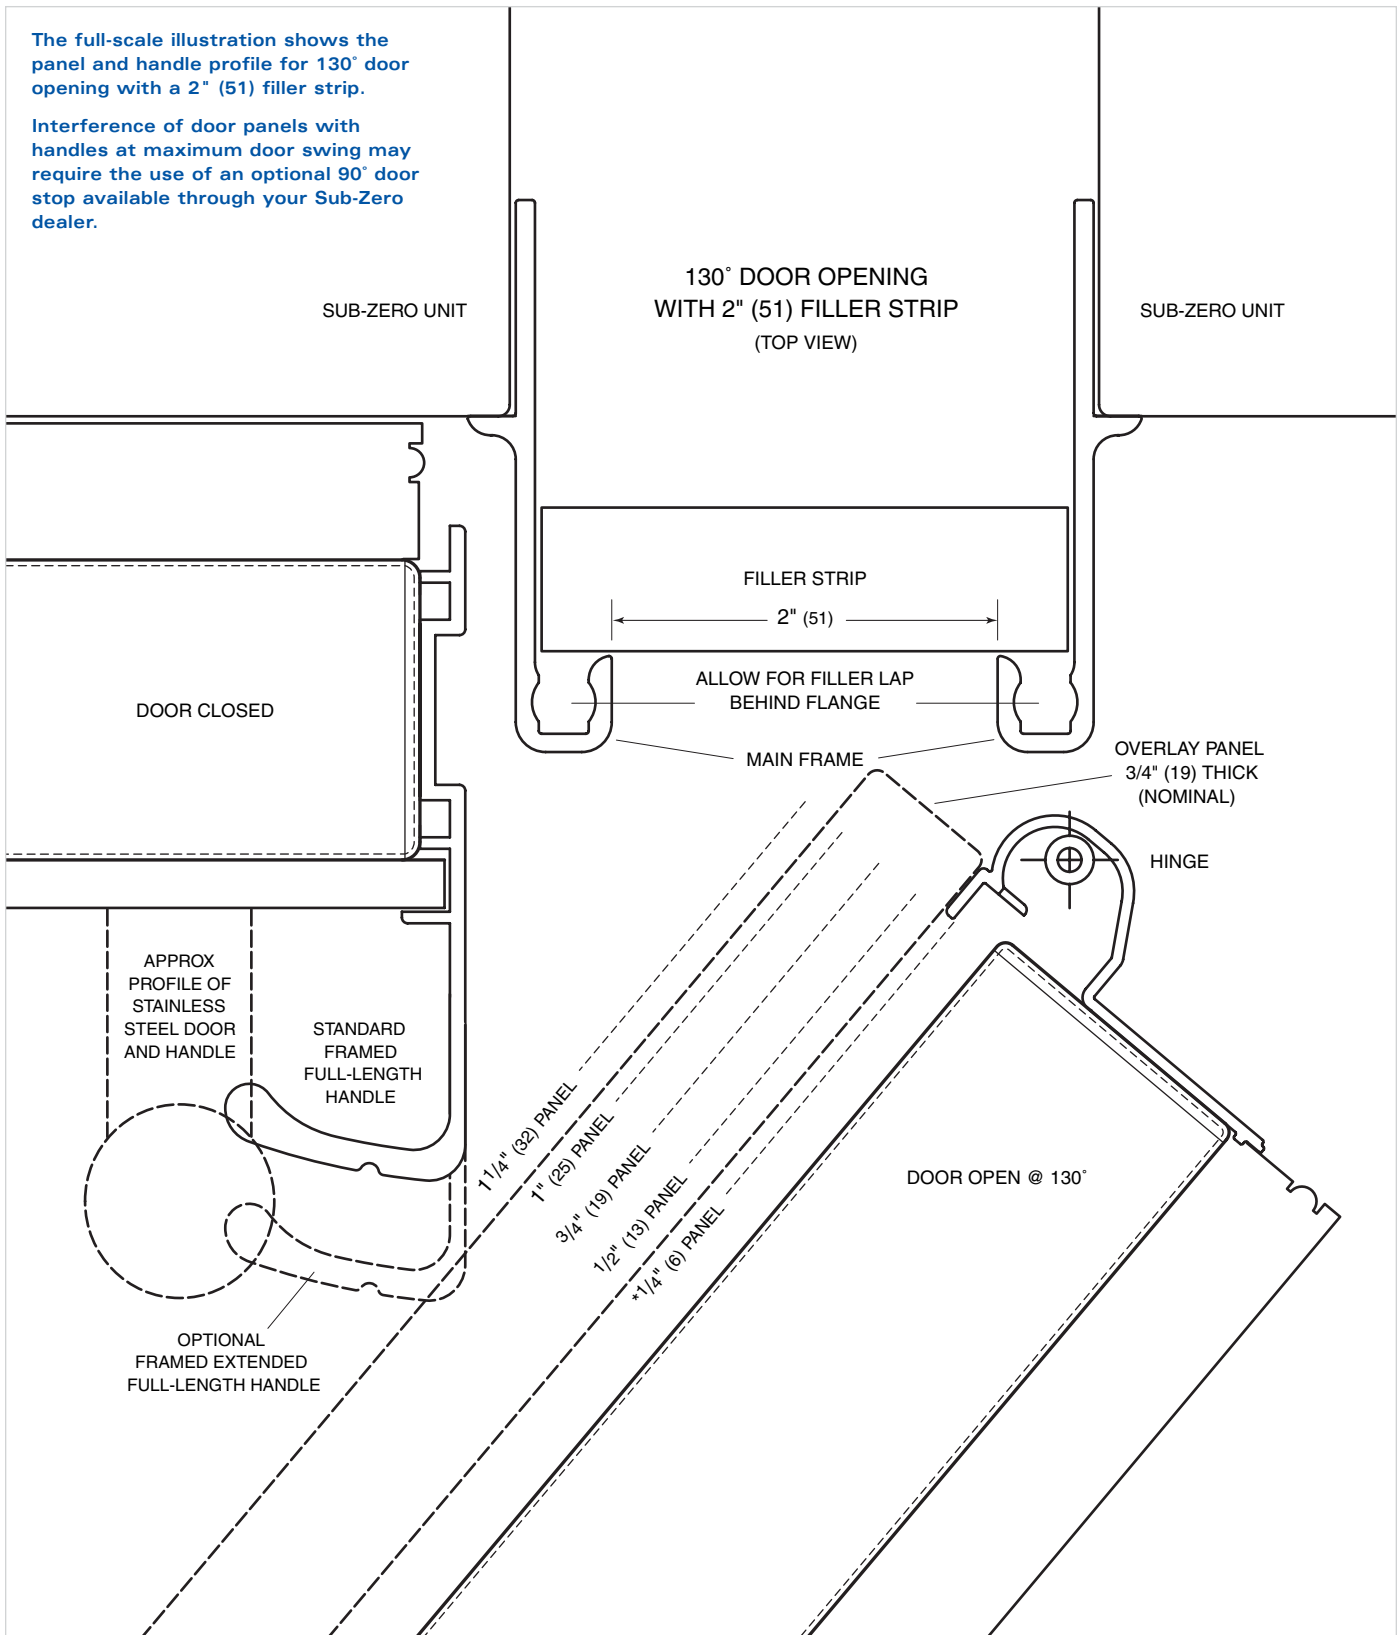 The full-scale illustration shows the
panel and handle profile for 130˚ door
opening with a 2" (51) filler strip.
Interference of door panels with
handles at maximum door swing may
require the use of an optional 90˚ door
stop available through your Sub-Zero
dealer.
130˚ DOOR OPENING
WITH 2" (51) FILLER STRIP
(TOP VIEW)
SUB-ZERO UNIT
SUB-ZERO UNIT
FILLER STRIP
2" (51)
ALLOW FOR FILLER LAP
BEHIND FLANGE
DOOR CLOSED
MAIN FRAME
OVERLAY PANEL
3/4" (19) THICK
(NOMINAL)
HINGE
APPROX
PROFILE OF
STAINLESS
STEEL DOOR
AND HANDLE
STANDARD
FRAMED
FULL-LENGTH
HANDLE
1 1/4" (32) PANEL
1" (25) PANEL
3/4" (19) PANEL
1/2" (13) PANEL
*1/4" (6) PANEL
DOOR OPEN @ 130˚
OPTIONAL
FRAMED EXTENDED
FULL-LENGTH HANDLE